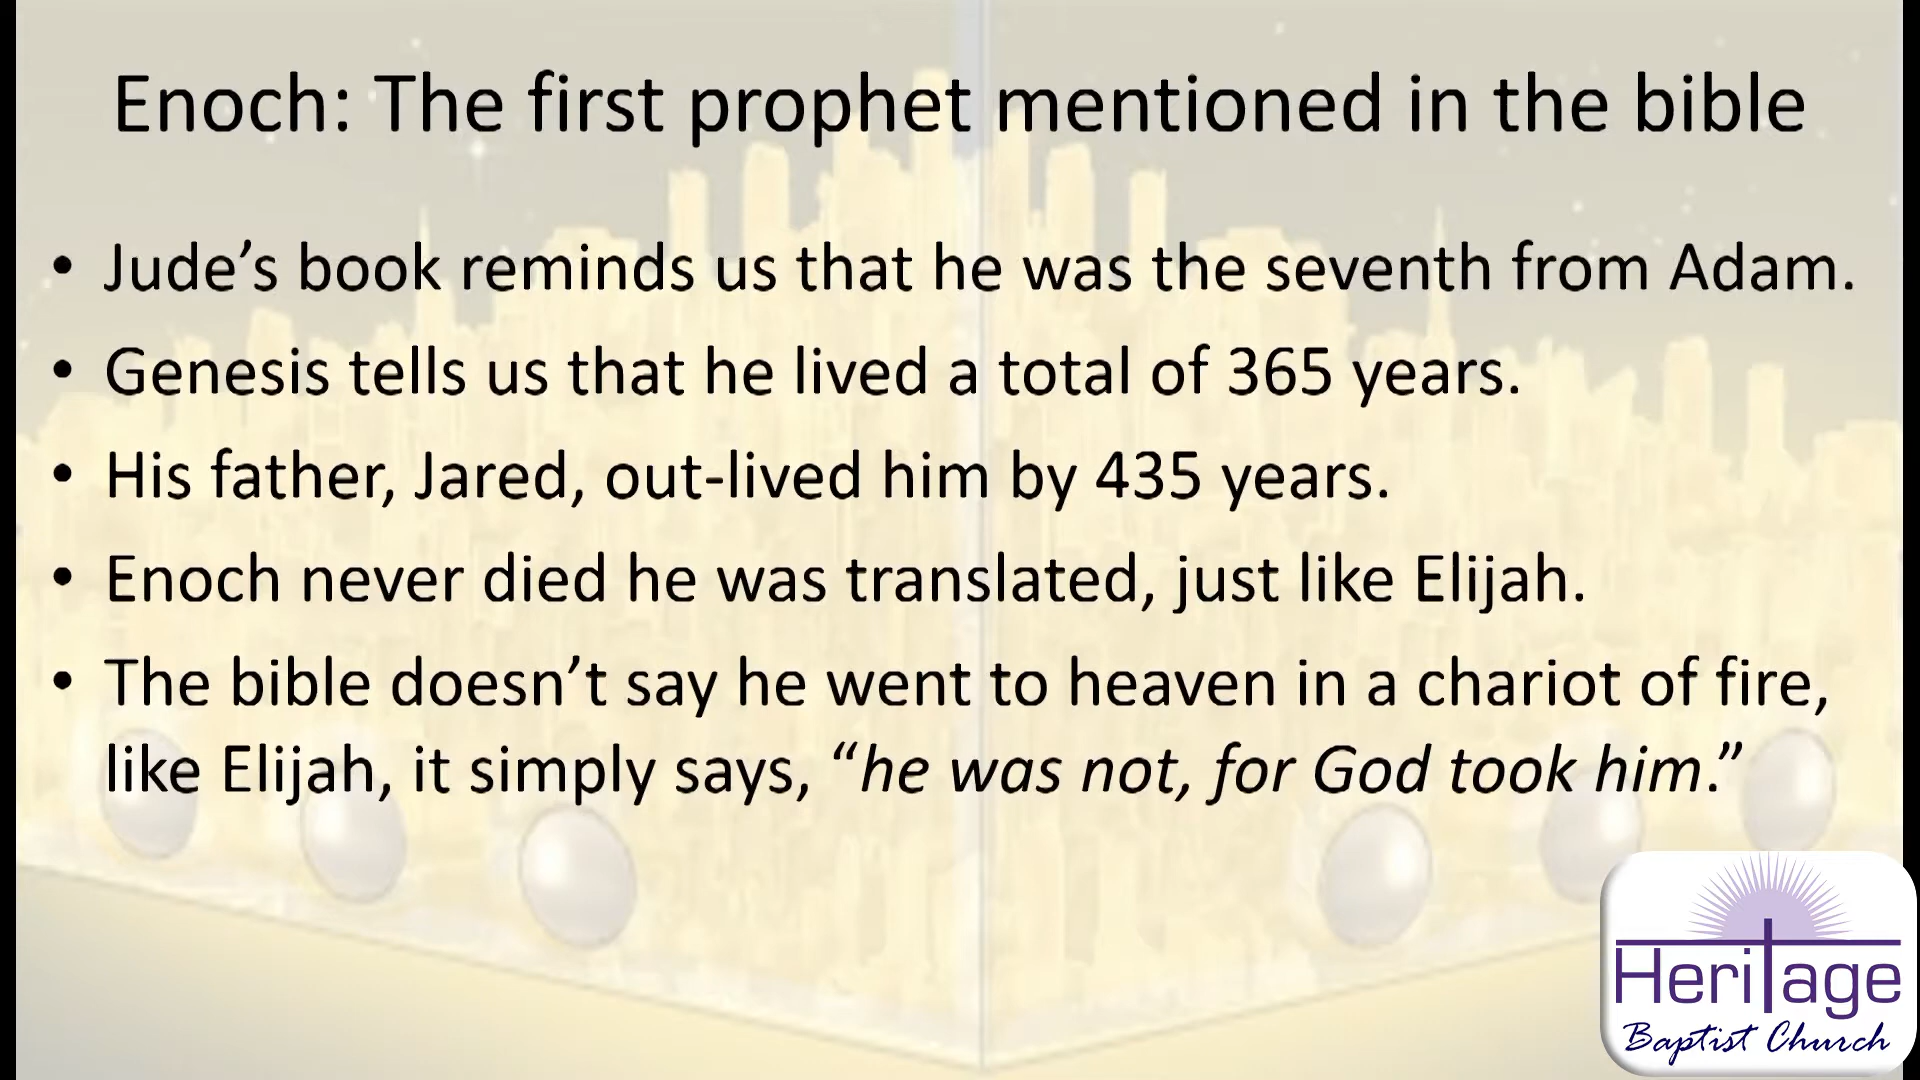 Enoch: The first prophet mentioned in the bible
• Jude’s book reminds us that he was the seventh from Adam.
• Genesis tells us that he lived a total of 365 years.
• His father, Jared, out-lived him by 435 years.
• Enoch never died he was translated, just like Elijah.
• The bible doesn’t say he went to heaven in a chariot of fire,
like Elijah, it simply says, “he was not, for God took him.”
Heritage
Baptist Church